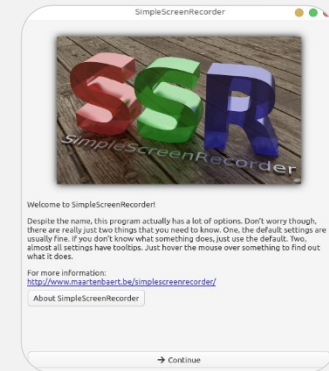 SimpleScreenRecorder
SSR
SimpleScreenRecorder
Welcome to SimpleScreenRecorder!
Despite the name, this program actually has a lot of options. Don't worry though,
there are really just two things that you need to know. One, the default settings are
usually fine. If you don't know what something does, just use the default. Two,
almost all settings have tooltips. Just hover the mouse over something to find out
what it does.
For more information:
http://www.maartenbaert.be/simplescreenrecorder/
About SimpleScreenRecorder
→ Continue